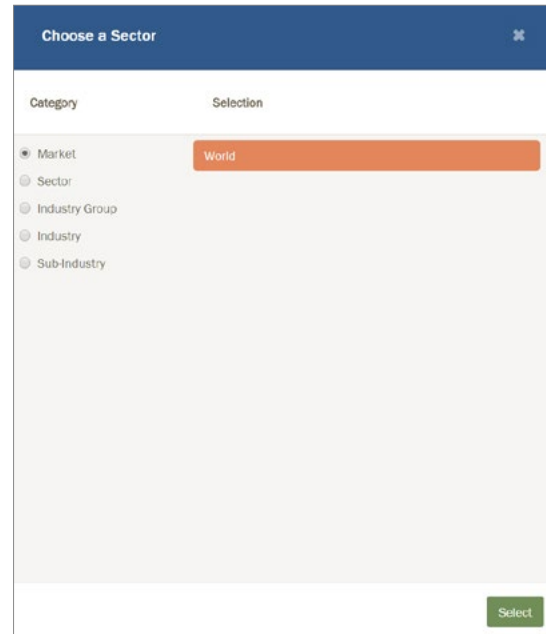 Choose a Sector
Category Selection
Market World
Sector
Industry Group
Industry
Sub-Industry
Select